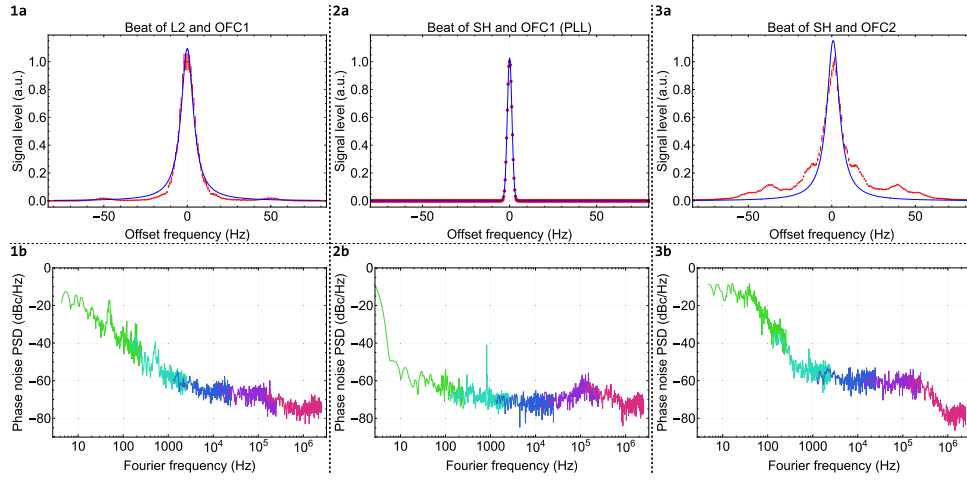 1a
Beat of L2 and OFC1
Signal level (a.u.)
1.0
0.8
0.6
0.4
0.2
0.0
−50
0
50
Offset frequency (Hz)
2a
Beat of SH and OFC1 (PLL)
Signal level (a.u.)
1.0
0.8
0.6
0.4
0.2
0.0
−50
0
50
Offset frequency (Hz)
3a
Beat of SH and OFC2
Signal level (a.u.)
1.0
0.8
0.6
0.4
0.2
0.0
−50
0
50
Offset frequency (Hz)
1b
Phase noise PSD (dBc/Hz)
0
−20
−40
−60
−80
10
100
1000
10⁴
10⁵
10⁶
Fourier frequency (Hz)
2b
Phase noise PSD (dBc/Hz)
0
−20
−40
−60
−80
10
100
1000
10⁴
10⁵
10⁶
Fourier frequency (Hz)
3b
Phase noise PSD (dBc/Hz)
0
−20
−40
−60
−80
10
100
1000
10⁴
10⁵
10⁶
Fourier frequency (Hz)